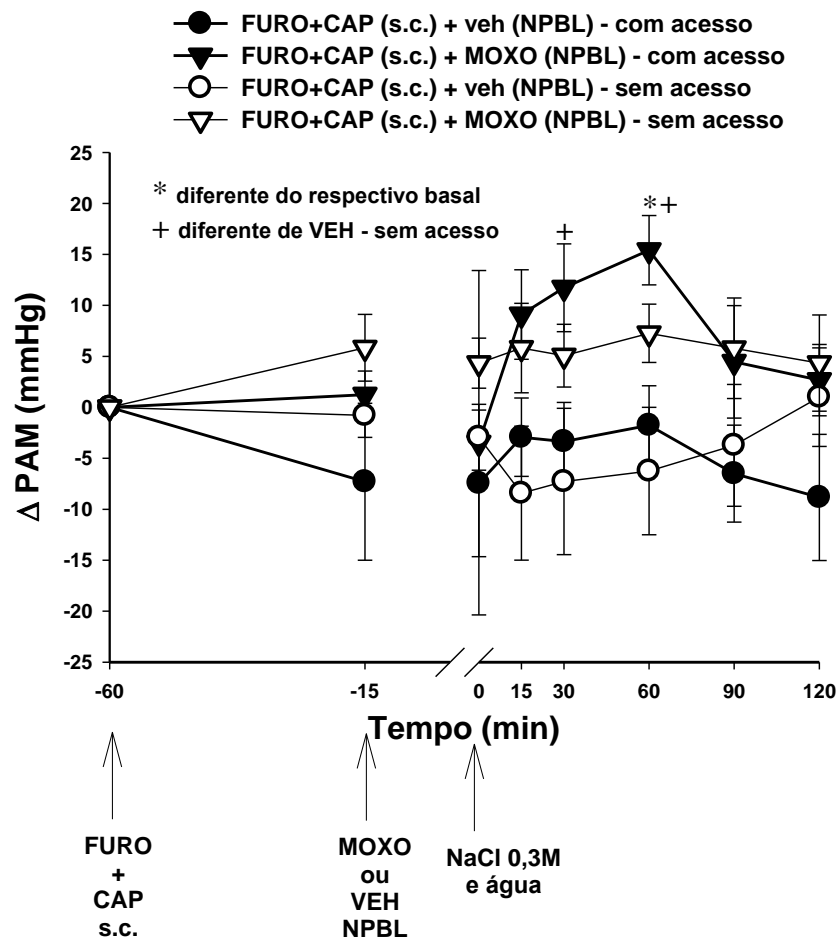 FURO+CAP (s.c.) + veh (NPBL) - com acesso
FURO+CAP (s.c.) + MOXO (NPBL) - com acesso
FURO+CAP (s.c.) + veh (NPBL) - sem acesso
FURO+CAP (s.c.) + MOXO (NPBL) - sem acesso
* diferente do respectivo basal
+ diferente de VEH - sem acesso
25
20
15
10
5
0
-5
-10
-15
-20
-25
Δ PAM (mmHg)
+
*+
-60 -15 0 15 30 60 90 120
Tempo (min)
FURO
+
CAP
s.c.
MOXO
ou
VEH
NPBL
NaCl 0,3M
e água